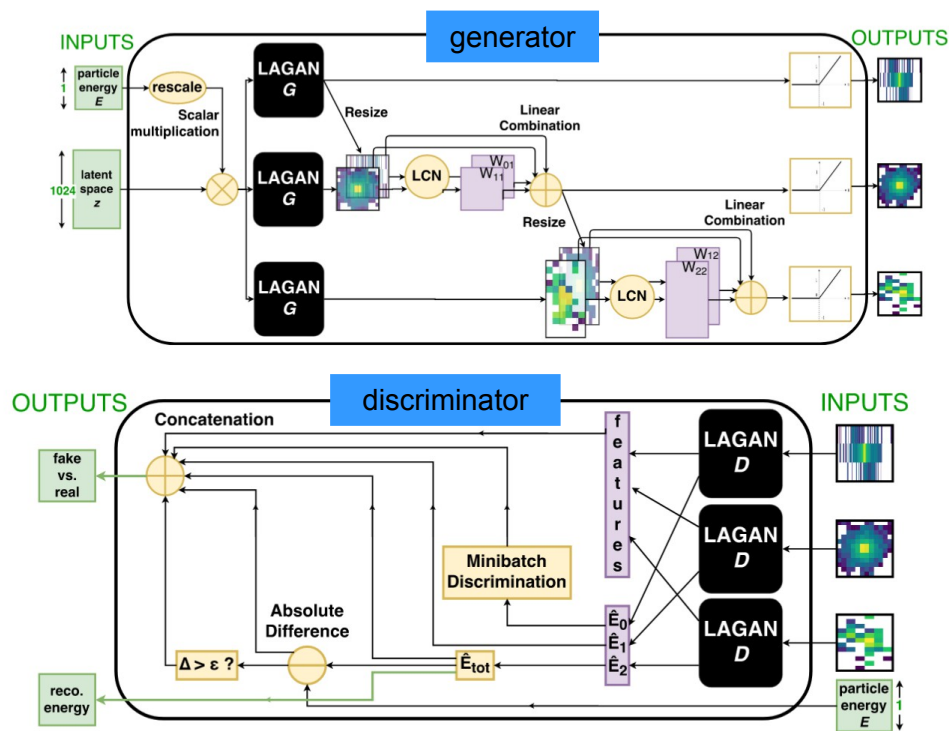 generator
INPUTS
OUTPUTS
particle
energy
E
1
rescale
Scalar
multiplication
latent
space
z
1024
LAGAN
G
LAGAN
G
LAGAN
G
Resize
LCN
W01
W11
Linear
Combination
Resize
LCN
W12
W22
Linear
Combination
discriminator
OUTPUTS
INPUTS
Concatenation
fake
vs.
real
features
LAGAN
D
LAGAN
D
LAGAN
D
Minibatch
Discrimination
Absolute
Difference
Ê0
Ê1
Ê2
Δ > ε ?
Êtot
reco.
energy
particle
energy
E
1